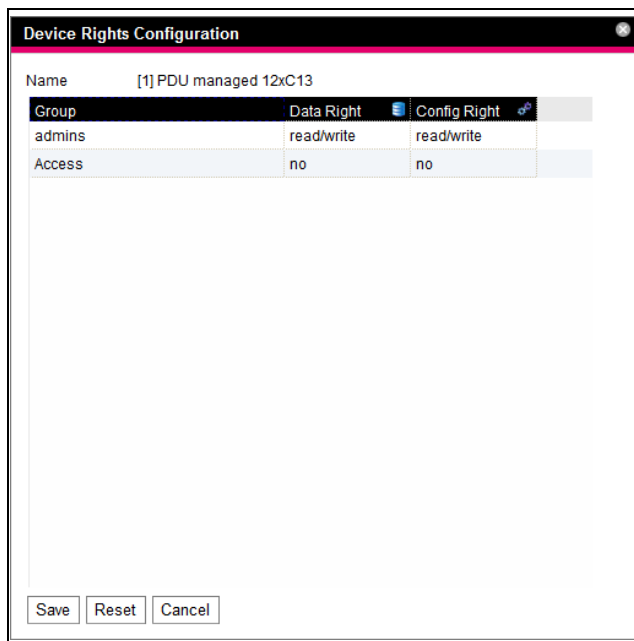 Device Rights Configuration
Name [1] PDU managed 12xC13
Group Data Right Config Right
admins read/write read/write
Access no no
Save Reset Cancel